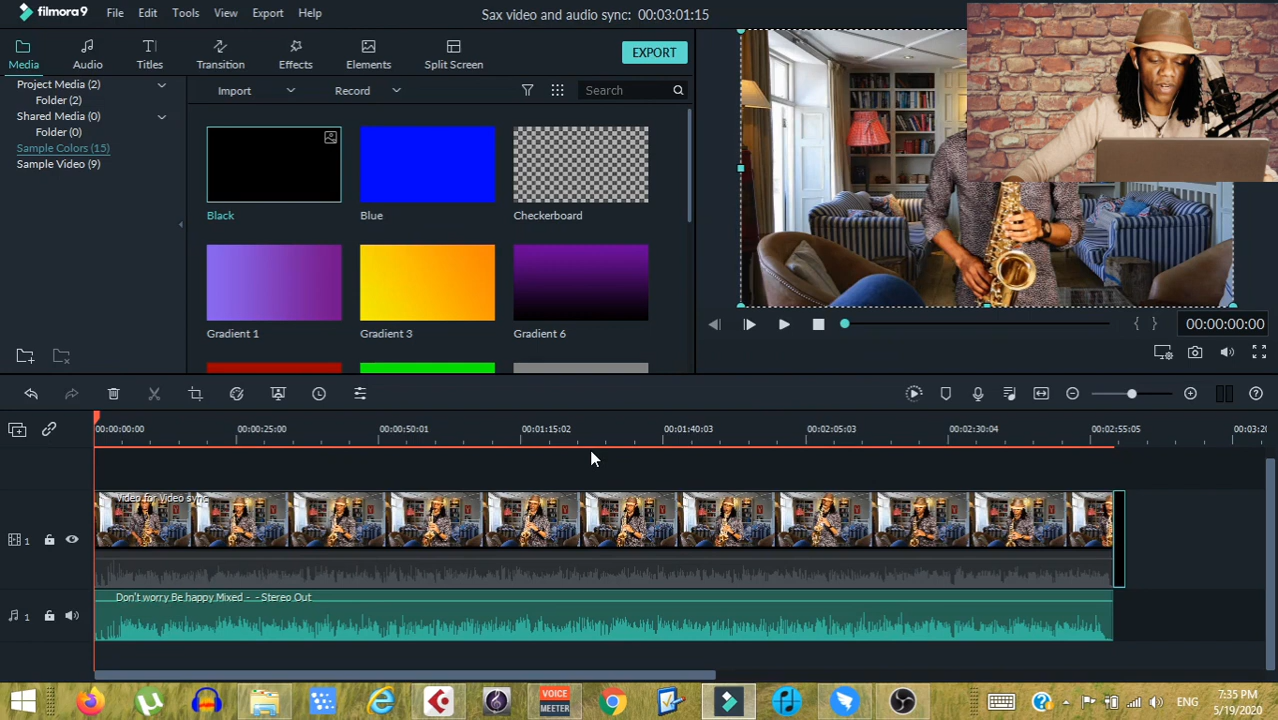 filmora9 File Edit Tools View Export Help Sax video and audio sync: 00:03:01:15
Media Audio Titles Transition Effects Elements Split Screen EXPORT
Project Media (2)
Folder (2)
Shared Media (0)
Folder (0)
Sample Colors (15)
Sample Video (9)
Import Record Search
Black Blue Checkerboard
Gradient 1 Gradient 3 Gradient 6
00:00:00:00
00:00:00:00 00:00:25:00 00:00:50:01 00:01:15:02 00:01:40:03 00:02:05:03 00:02:30:04 00:02:55:05 00:03:20
Video for Video sync
1
Don't worry Be happy Mixed - - Stereo Out
1
VOICE MEETER
ENG
7:35 PM
5/19/2020